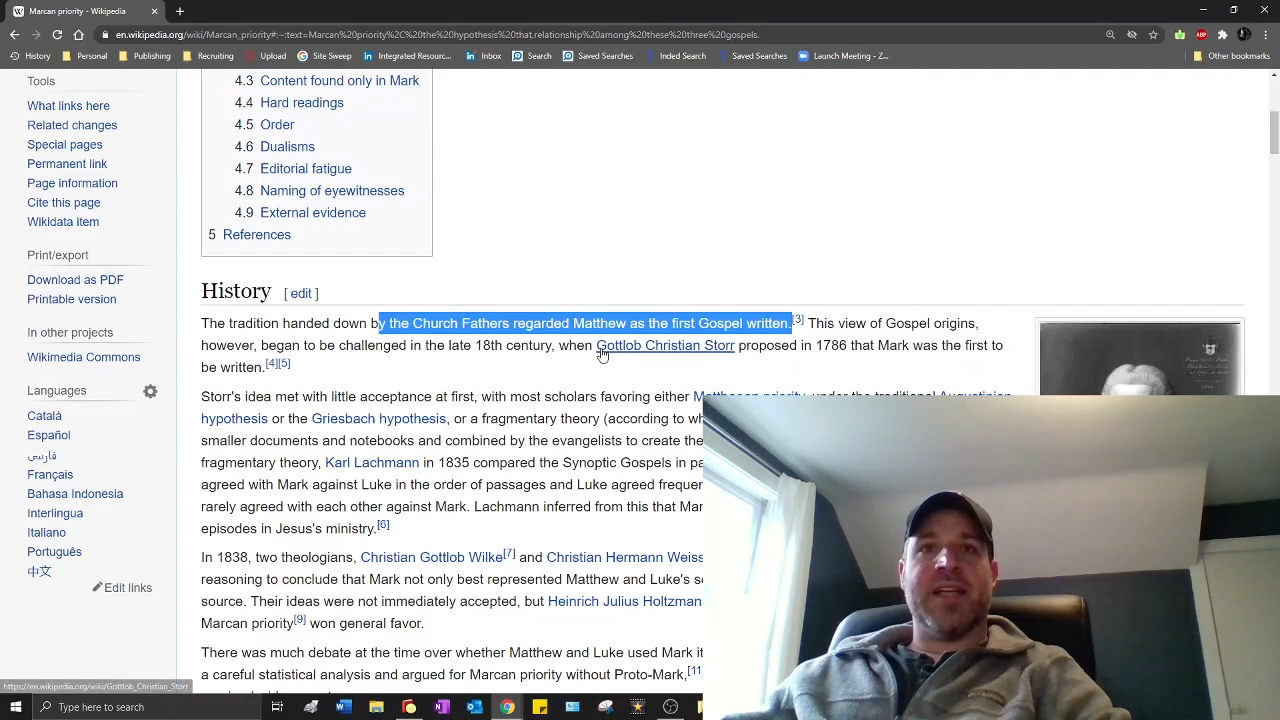 Marcan priority - Wikipedia
en.wikipedia.org/wiki/Marcan_priority#:~:text=Marcan%20priority%2C%20the%20hypothesis%20that,relationship%20among%20these%20three%20gospels.
History Personal Publishing Recruiting Upload Site Sweep Integrated Resourc... Inbox Search Saved Searches Inded Search Saved Searches Launch Meeting - Z... Other bookmarks
Tools
What links here
Related changes
Special pages
Permanent link
Page information
Cite this page
Wikidata item
Print/export
Download as PDF
Printable version
In other projects
Wikimedia Commons
Languages
Català
Español
فارسی
Français
Bahasa Indonesia
Interlingua
Italiano
Português
中文
Edit links
4.3 Content found only in Mark
4.4 Hard readings
4.5 Order
4.6 Dualisms
4.7 Editorial fatigue
4.8 Naming of eyewitnesses
4.9 External evidence
5 References
History [ edit ]
The tradition handed down by the Church Fathers regarded Matthew as the first Gospel written.[3] This view of Gospel origins,
however, began to be challenged in the late 18th century, when Gottlob Christian Storr proposed in 1786 that Mark was the first to
be written.[4][5]
Storr's idea met with little acceptance at first, with most scholars favoring either Matthaean priority, under the traditional Augustinian
hypothesis or the Griesbach hypothesis, or a fragmentary theory (according to wh
smaller documents and notebooks and combined by the evangelists to create the
fragmentary theory, Karl Lachmann in 1835 compared the Synoptic Gospels in pa
agreed with Mark against Luke in the order of passages and Luke agreed frequen
rarely agreed with each other against Mark. Lachmann inferred from this that Mar
episodes in Jesus's ministry.[6]
In 1838, two theologians, Christian Gottlob Wilke[7] and Christian Hermann Weiss
reasoning to conclude that Mark not only best represented Matthew and Luke's so
source. Their ideas were not immediately accepted, but Heinrich Julius Holtzman
Marcan priority[9] won general favor.
There was much debate at the time over whether Matthew and Luke used Mark it
a careful statistical analysis and argued for Marcan priority without Proto-Mark,[11
https://en.wikipedia.org/wiki/Gottlob_Christian_Storr
Type here to search